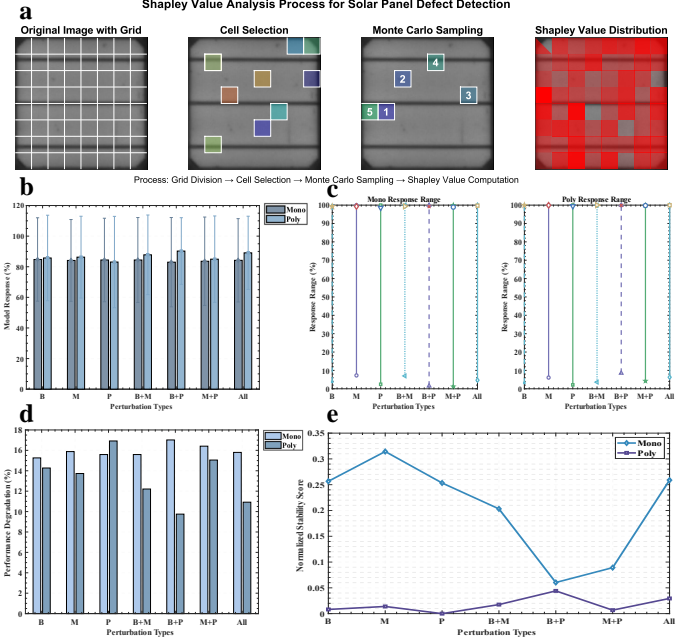 Shapley Value Analysis Process for Solar Panel Defect Detection
a
Original Image with Grid
Cell Selection
Monte Carlo Sampling
Shapley Value Distribution
4
2
3
5 1
Process: Grid Division → Cell Selection → Monte Carlo Sampling → Shapley Value Computation
b
Model Response (%)
120
100
80
60
40
20
0
B M P B+M B+P M+P All
Perturbation Types
Mono
Poly
c
Mono Response Range
Response Range (%)
100
90
80
70
60
50
40
30
20
10
0
B M P B+M B+P M+P All
Perturbation Types
Poly Response Range
Response Range (%)
100
90
80
70
60
50
40
30
20
10
0
B M P B+M B+P M+P All
Perturbation Types
d
Performance Degradation (%)
18
16
14
12
10
8
6
4
2
0
B M P B+M B+P M+P All
Perturbation Types
Mono
Poly
e
Normalized Stability Score
0.35
0.3
0.25
0.2
0.15
0.1
0.05
0
B M P B+M B+P M+P All
Perturbation Types
Mono
Poly